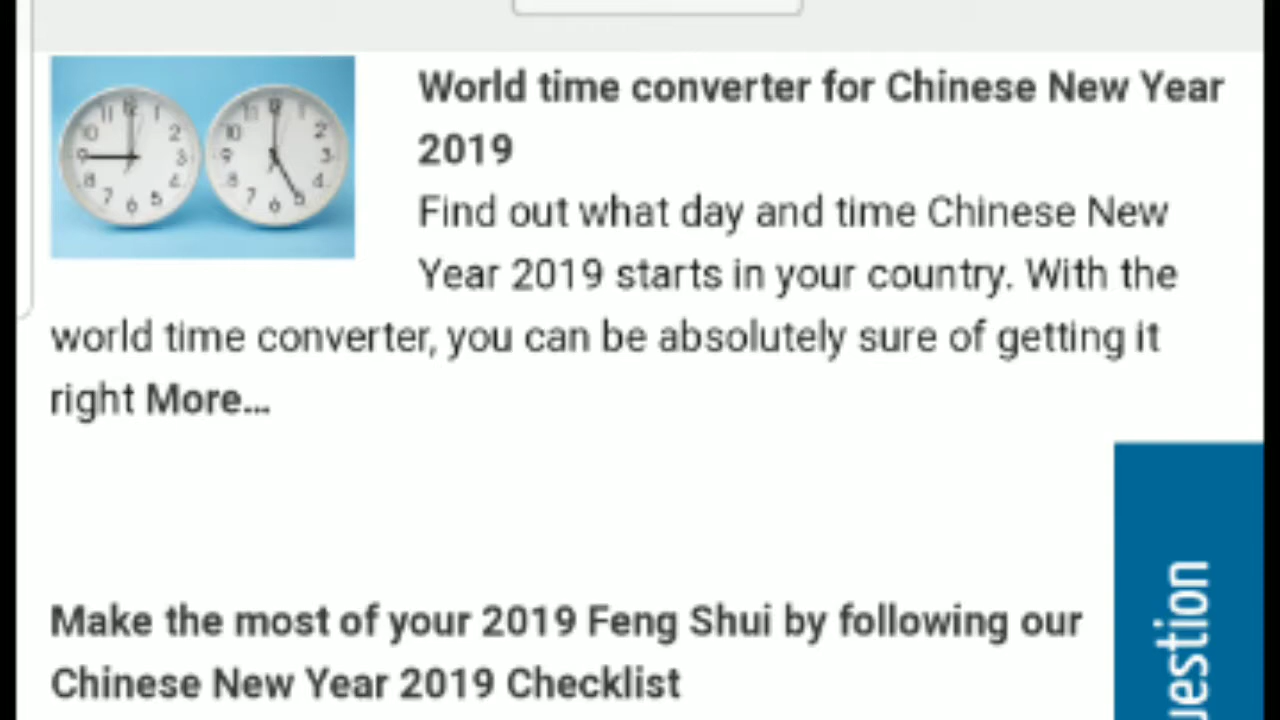 World time converter for Chinese New Year
2019
Find out what day and time Chinese New
Year 2019 starts in your country. With the
world time converter, you can be absolutely sure of getting it
right More...
Make the most of your 2019 Feng Shui by following our
Chinese New Year 2019 Checklist